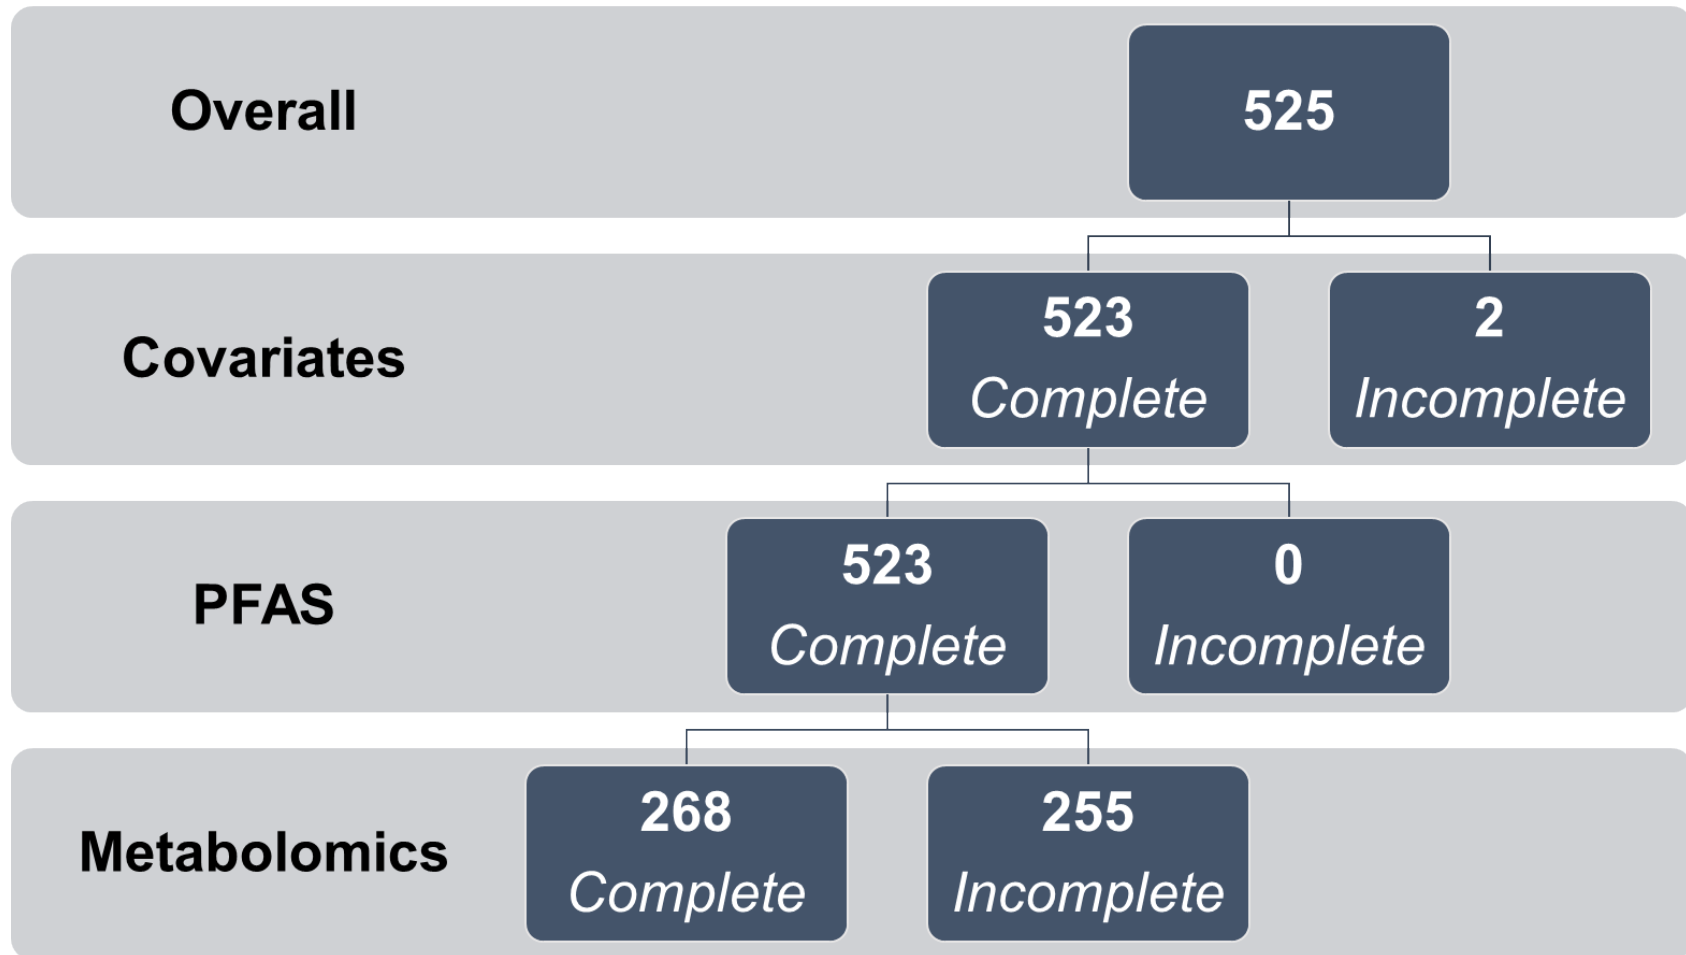 Overall
525
Covariates
523
Complete
2
Incomplete
PFAS
523
Complete
0
Incomplete
Metabolomics
268
Complete
255
Incomplete